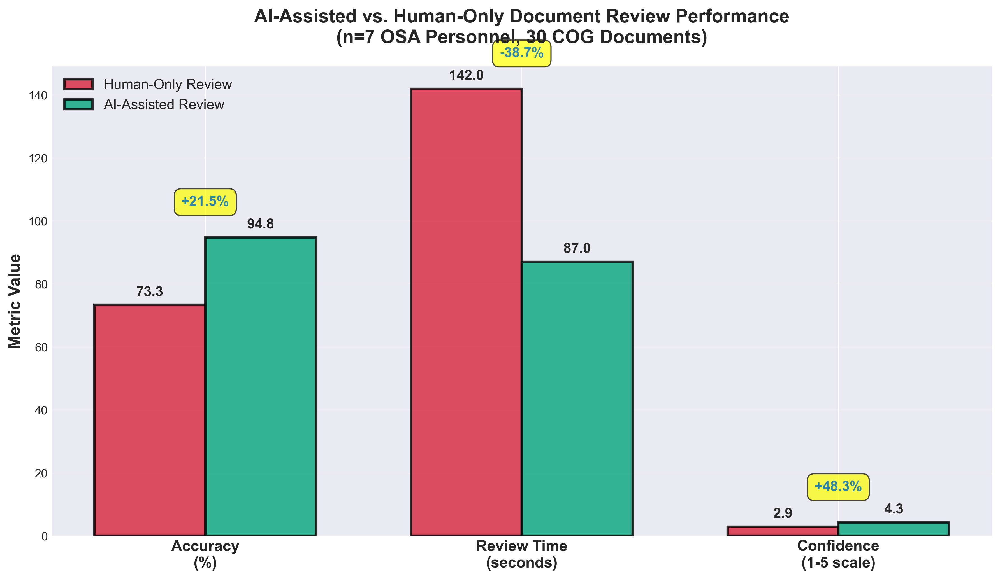 AI-Assisted vs. Human-Only Document Review Performance
(n=7 OSA Personnel, 30 COG Documents)
-38.7%
142.0
Human-Only Review
AI-Assisted Review
140
120
+21.5%
100
94.8
87.0
80
73.3
Metric Value
60
40
20
+48.3%
2.9
4.3
0
Accuracy
(%)
Review Time
(seconds)
Confidence
(1-5 scale)